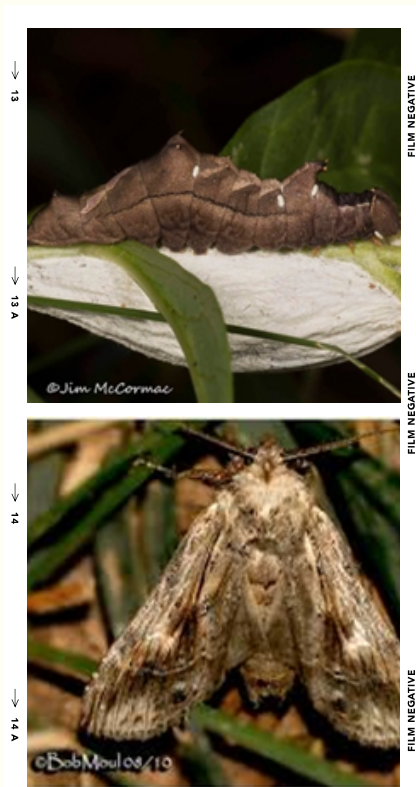 FILM NEGATIVE
13
13 A
©Jim McCormac
FILM NEGATIVE
14
14 A
FILM NEGATIVE
©BobMoul08/10